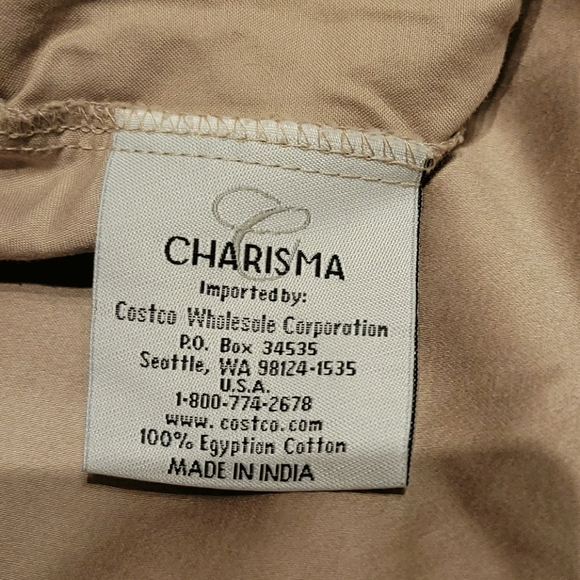 C
CHARISMA
Imported by:
Costco Wholesale Corporation
P.O. Box 34535
Seattle, WA 98124-1535
U.S.A.
1-800-774-2678
www.costco.com
100% Egyptian Cotton
MADE IN INDIA